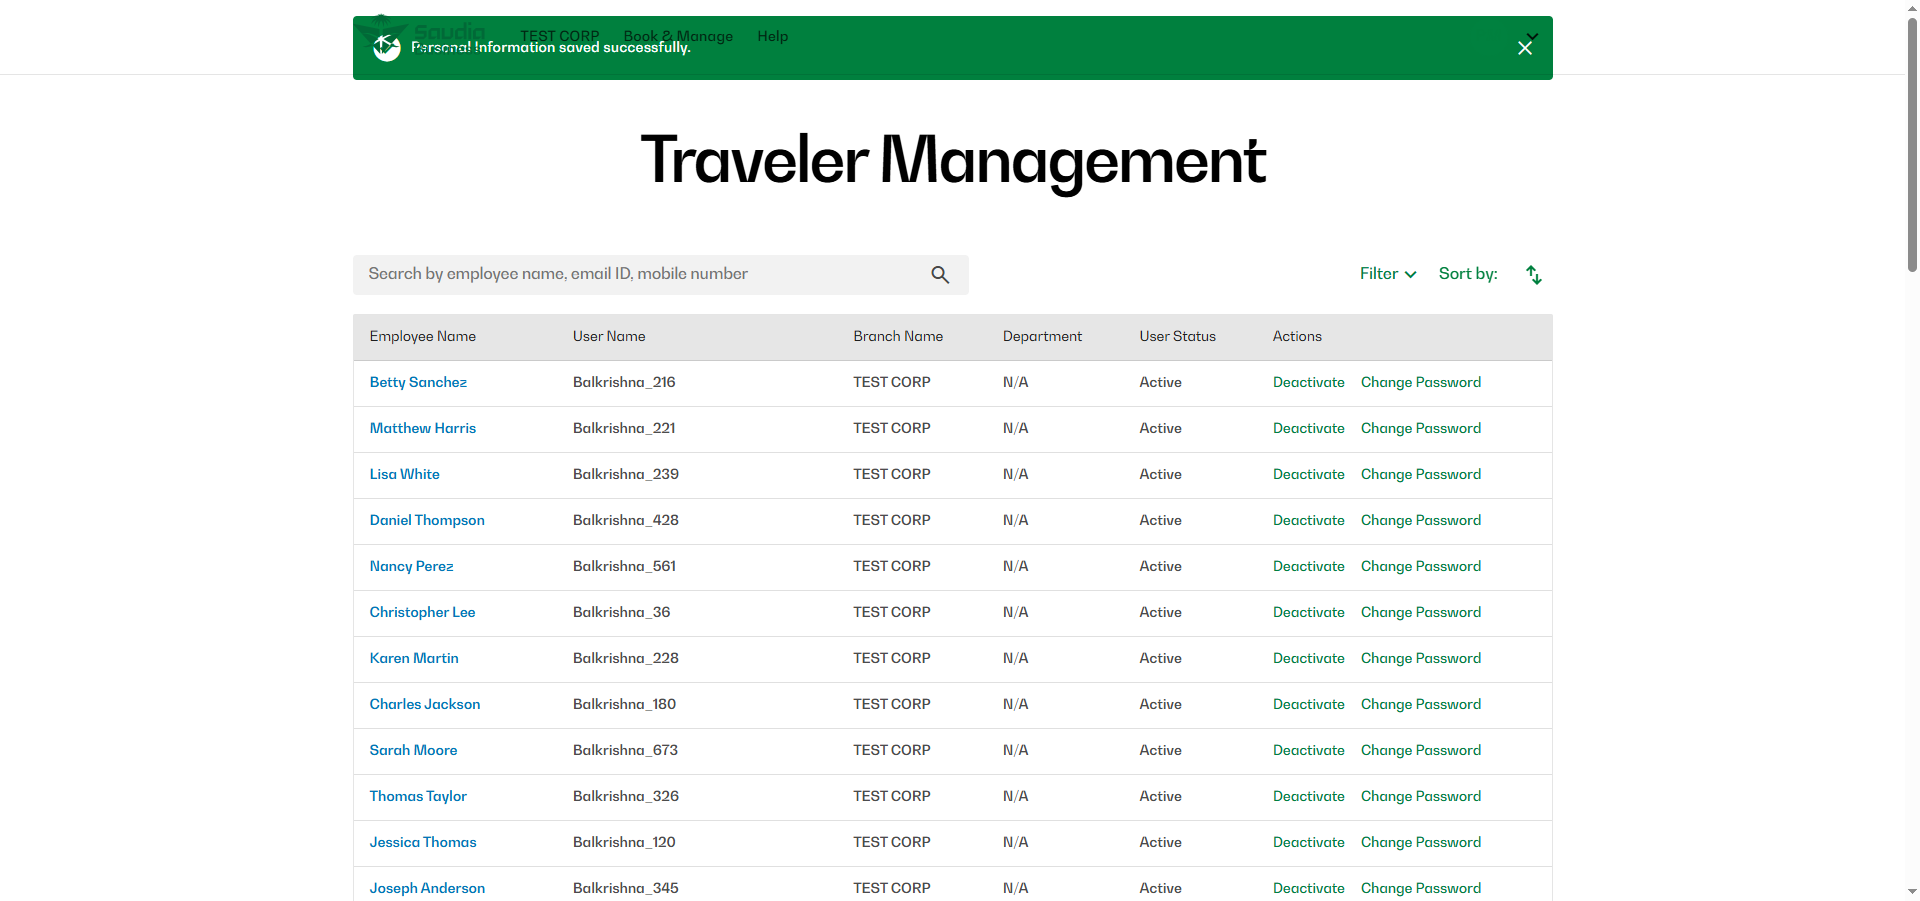 Saudia
TEST CORP Book & Manage Help
Personal Information saved successfully.
Traveler Management
Search by employee name, email ID, mobile number
Filter Sort by:
Employee Name User Name Branch Name Department User Status Actions
Betty Sanchez Balkrishna_216 TEST CORP N/A Active Deactivate Change Password
Matthew Harris Balkrishna_221 TEST CORP N/A Active Deactivate Change Password
Lisa White Balkrishna_239 TEST CORP N/A Active Deactivate Change Password
Daniel Thompson Balkrishna_428 TEST CORP N/A Active Deactivate Change Password
Nancy Perez Balkrishna_561 TEST CORP N/A Active Deactivate Change Password
Christopher Lee Balkrishna_36 TEST CORP N/A Active Deactivate Change Password
Karen Martin Balkrishna_228 TEST CORP N/A Active Deactivate Change Password
Charles Jackson Balkrishna_180 TEST CORP N/A Active Deactivate Change Password
Sarah Moore Balkrishna_673 TEST CORP N/A Active Deactivate Change Password
Thomas Taylor Balkrishna_326 TEST CORP N/A Active Deactivate Change Password
Jessica Thomas Balkrishna_120 TEST CORP N/A Active Deactivate Change Password
Joseph Anderson Balkrishna_345 TEST CORP N/A Active Deactivate Change Password